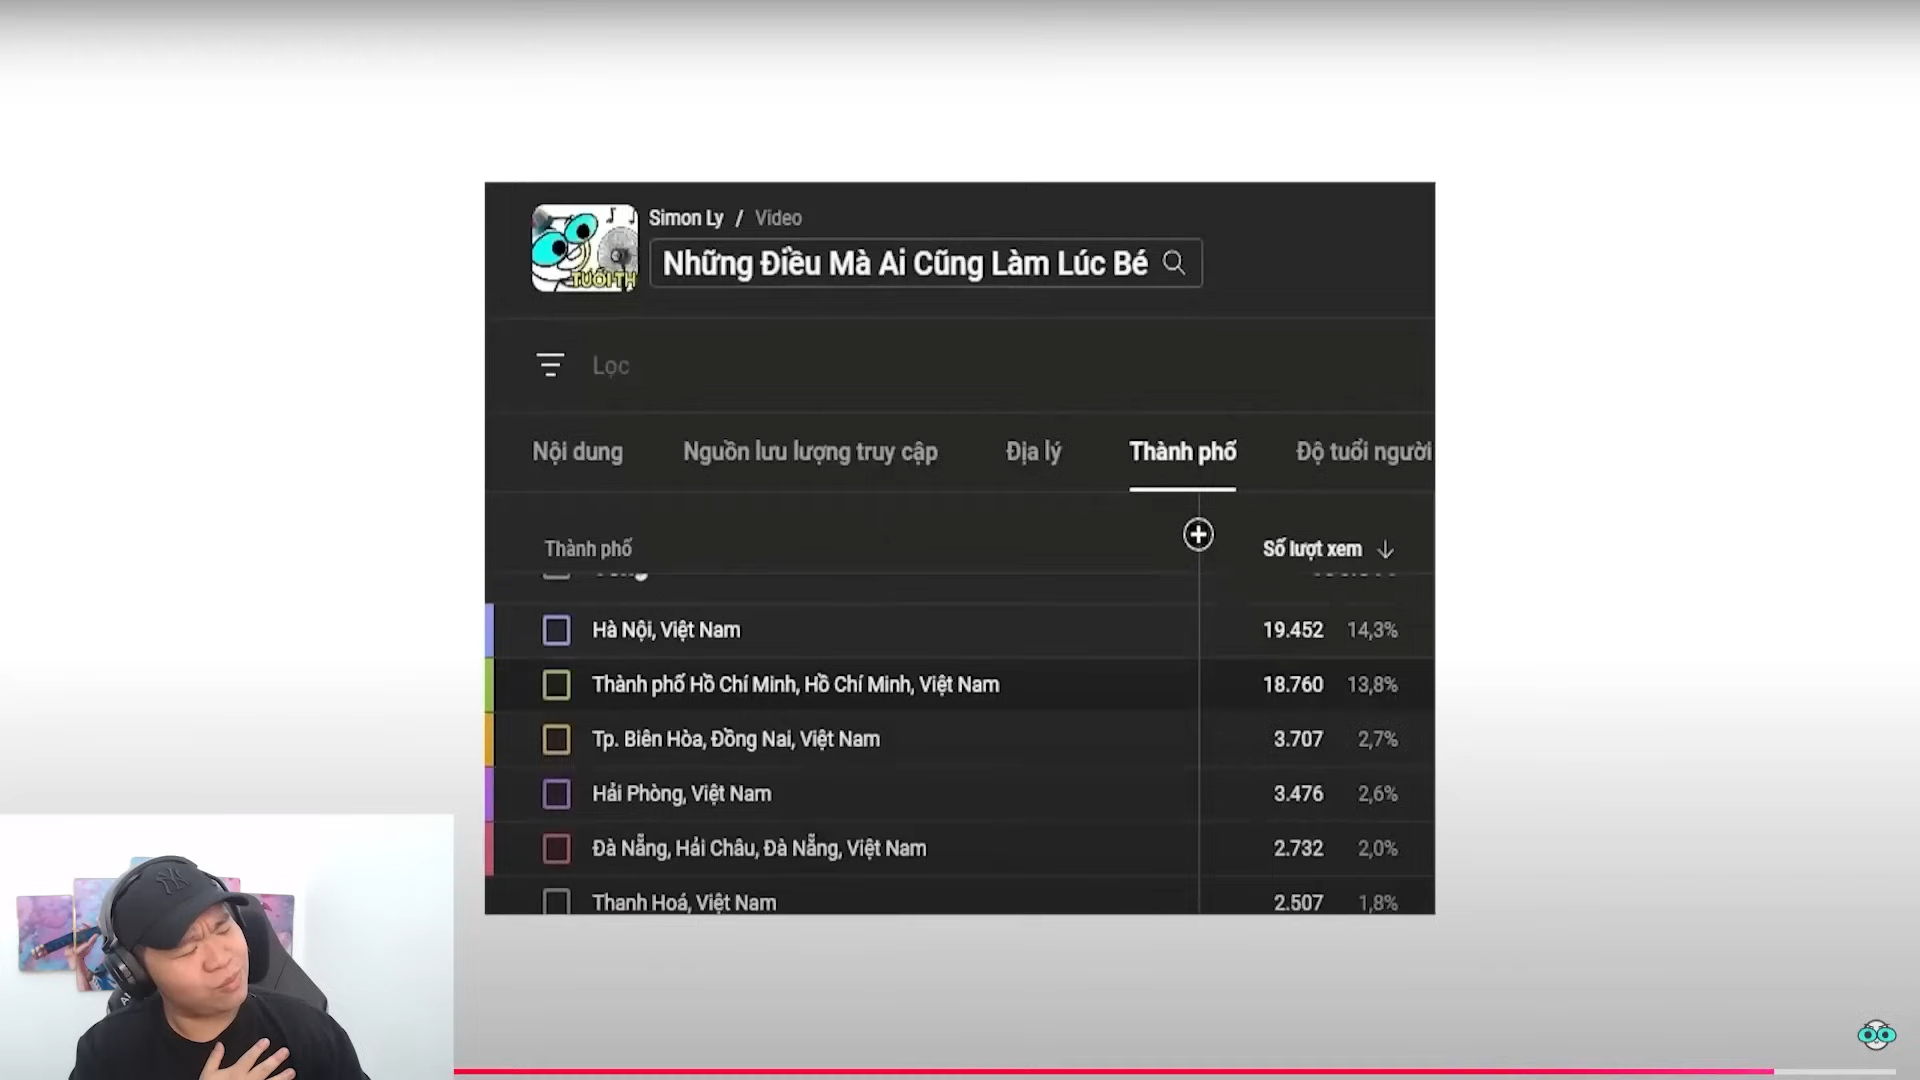 Simon Ly / Video
TUỔI TH
Những Điều Mà Ai Cũng Làm Lúc Bé
Lọc
Nội dung Nguồn lưu lượng truy cập Địa lý Thành phố Độ tuổi người
Thành phố Số lượt xem
Hà Nội, Việt Nam 19.452 14,3%
Thành phố Hồ Chí Minh, Hồ Chí Minh, Việt Nam 18.760 13,8%
Tp. Biên Hòa, Đồng Nai, Việt Nam 3.707 2,7%
Hải Phòng, Việt Nam 3.476 2,6%
Đà Nẵng, Hải Châu, Đà Nẵng, Việt Nam 2.732 2,0%
Thanh Hoá, Việt Nam 2.507 1,8%